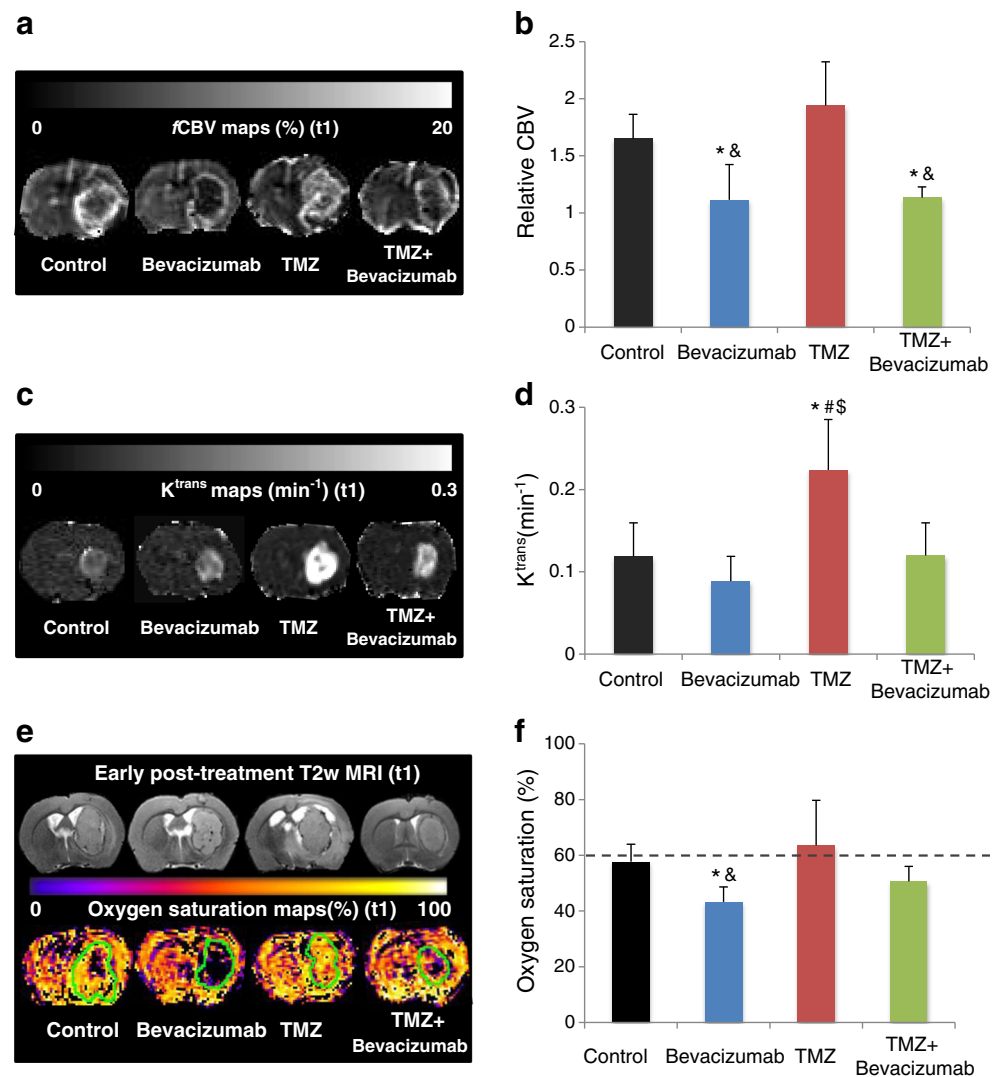 a
0 fCBV maps (%) (t1) 20
Control Bevacizumab TMZ TMZ+
Bevacizumab
b
Relative CBV
2.5
2
1.5
1
0.5
0
* &
* &
Control Bevacizumab TMZ TMZ+
Bevacizumab
c
0 K^trans maps (min^-1) (t1) 0.3
Control Bevacizumab TMZ TMZ+
Bevacizumab
d
K^trans(min^-1)
0.3
0.2
0.1
0
* #$
Control Bevacizumab TMZ TMZ+
Bevacizumab
e
Early post-treatment T2w MRI (t1)
0 Oxygen saturation maps(%) (t1) 100
Control Bevacizumab TMZ TMZ+
Bevacizumab
f
Oxygen saturation (%)
100
80
60
40
20
0
* &
Control Bevacizumab TMZ TMZ+
Bevacizumab